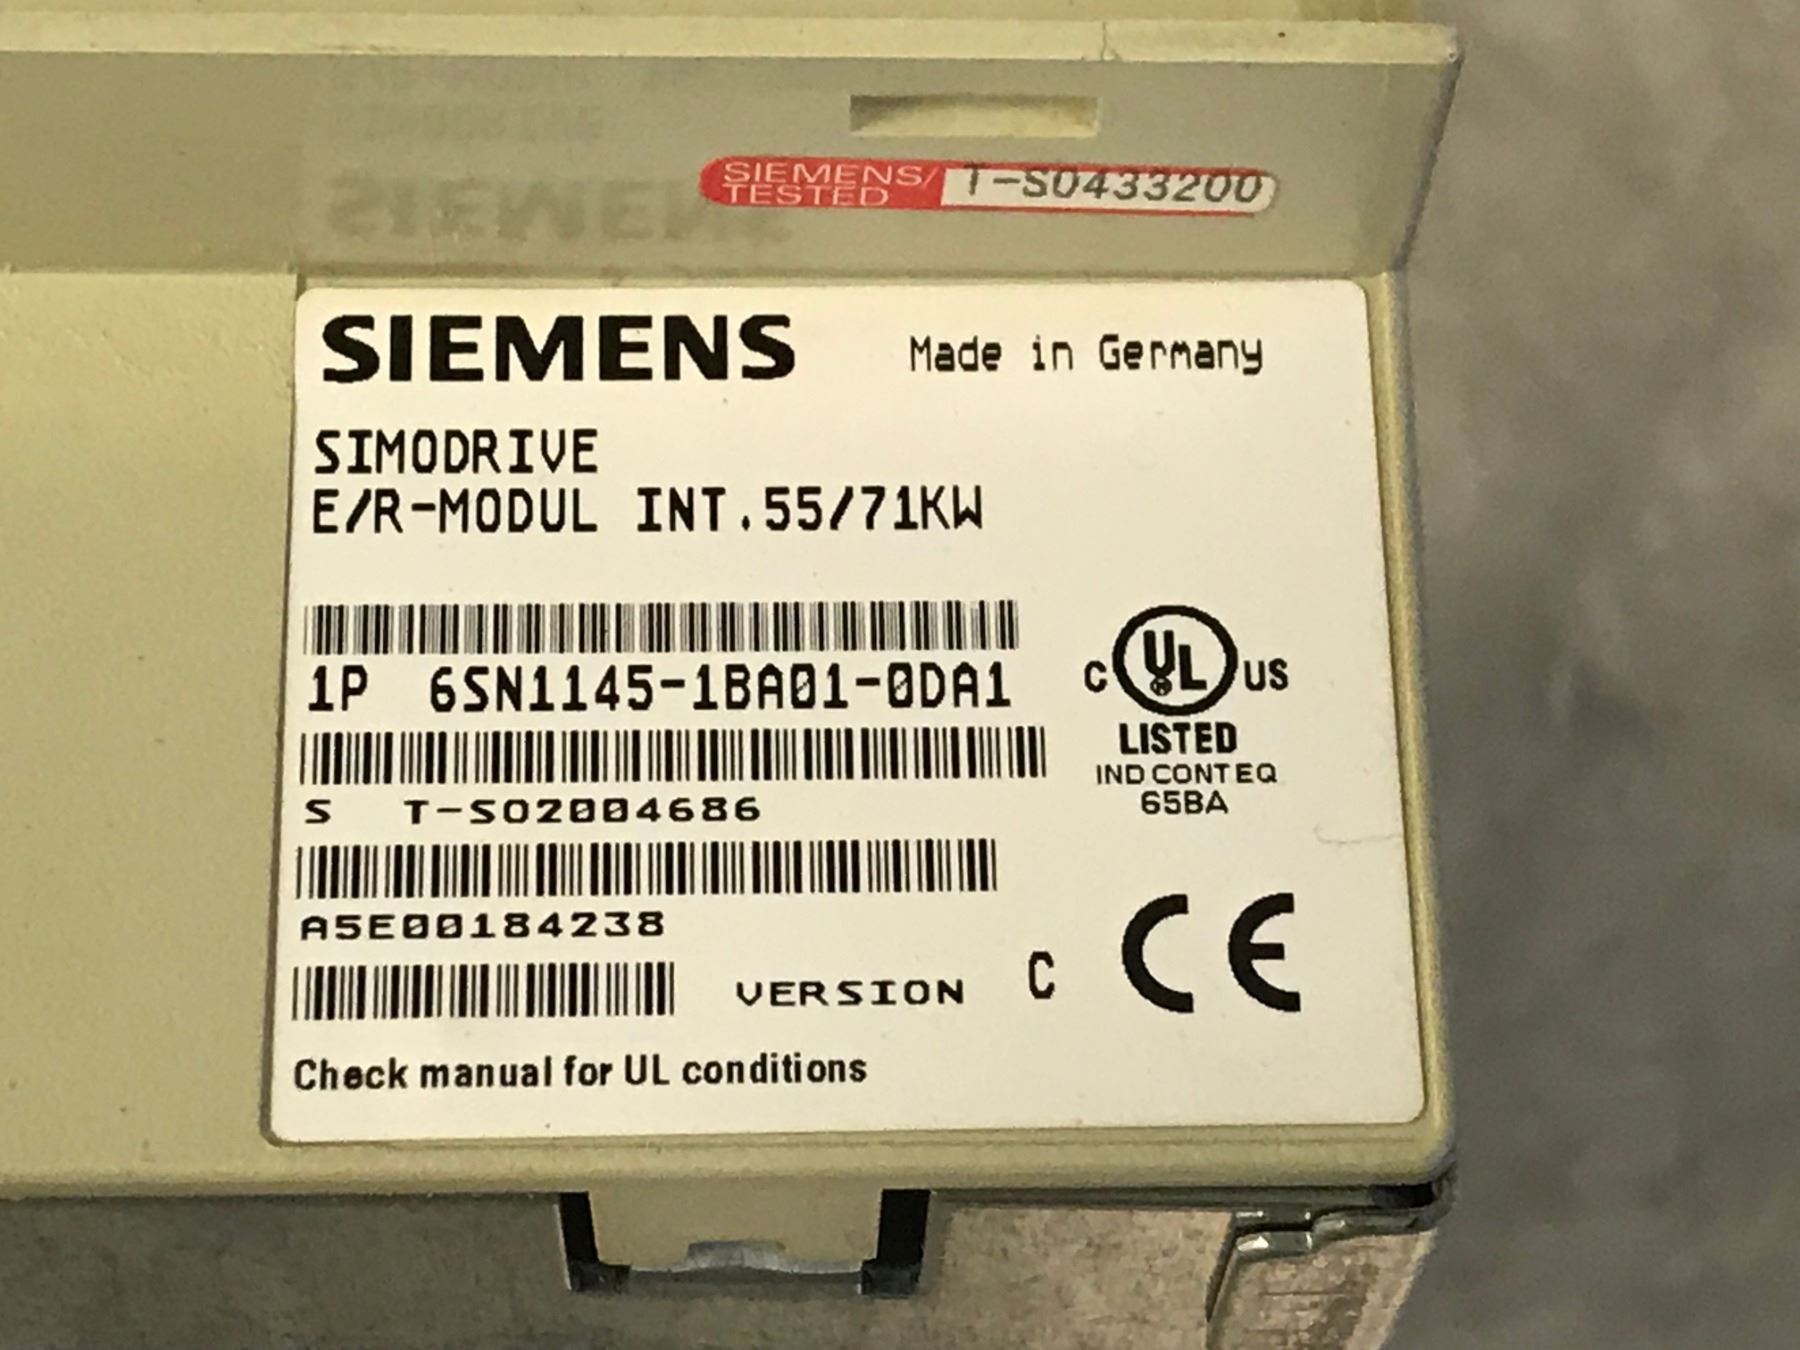 SIEMENS/
TESTED
T-S0433200
SIEMENS
Made in Germany
SIMODRIVE
E/R-MODUL INT.55/71KW
1P 6SN1145-1BA01-0DA1
S T-SO2004686
A5E00184238
VERSION C
C UL US
®
LISTED
IND CONT EQ
65BA
CE
Check manual for UL conditions